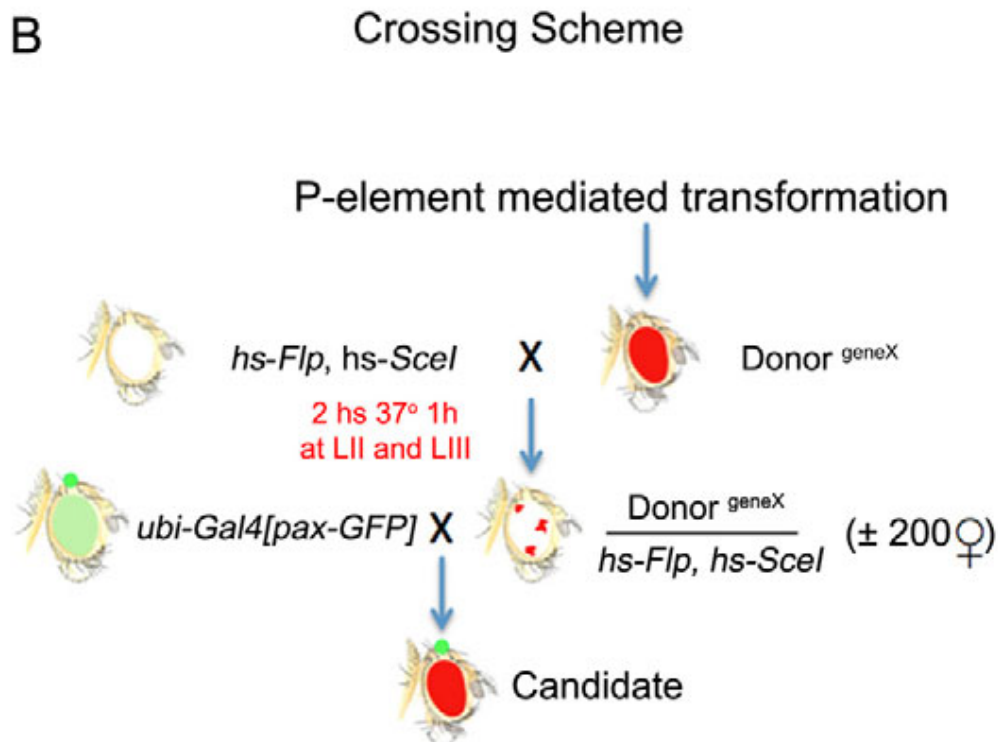 B
Crossing Scheme
P-element mediated transformation
hs-Flp, hs-SceI X Donor geneX
2 hs 37° 1h
at LII and LIII
ubi-Gal4[pax-GFP] X Donor geneX
hs-Flp, hs-SceI (± 200♀)
Candidate